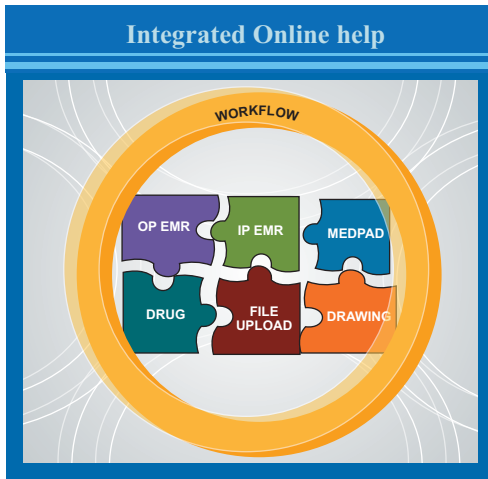 Integrated Online help
WORKFLOW
OP EMR
IP EMR
MEDPAD
DRUG
FILE
UPLOAD
DRAWING